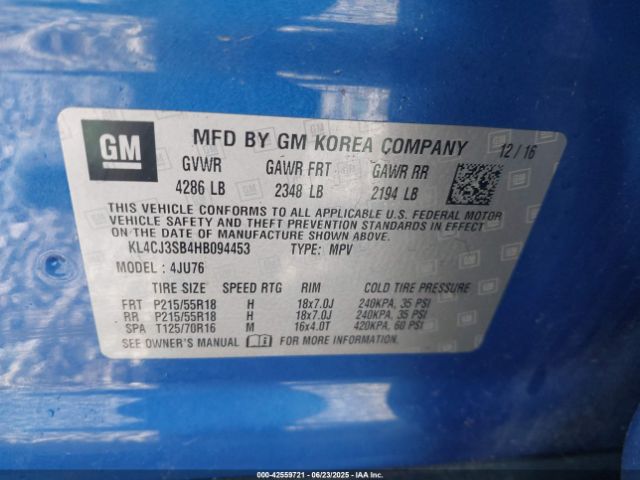 GM
MFD BY GM KOREA COMPANY 12/16
GVWR GAWR FRT GAWR RR
4286 LB 2348 LB 2194 LB
THIS VEHICLE CONFORMS TO ALL APPLICABLE U.S. FEDERAL MOTOR
VEHICLE SAFETY AND THEFT PREVENTION STANDARDS IN EFFECT ON
THE DATE OF MANUFACTURE SHOWN ABOVE.
KL4CJ3SB4HB094453 TYPE: MPV
MODEL : 4JU76
TIRE SIZE SPEED RTG RIM COLD TIRE PRESSURE
FRT P215/55R18 H 18x7.0J 240KPA, 35 PSI
RR P215/55R18 H 18x7.0J 240KPA, 35 PSI
SPA T125/70R16 M 16x4.0T 420KPA, 60 PSI
SEE OWNER'S MANUAL FOR MORE INFORMATION
000-42559721 - 06/23/2025 - IAAI.COM